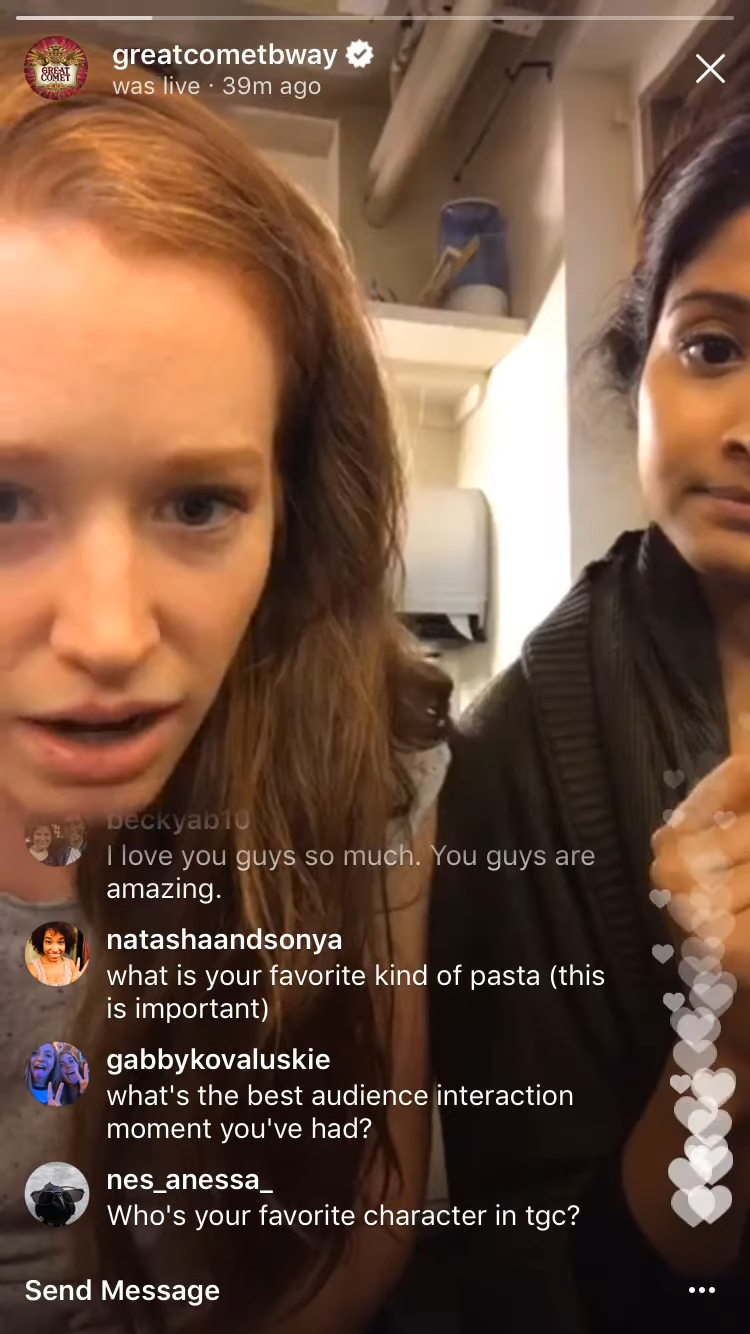 greatcometbway
was live · 39m ago
GREAT
COMET
beckyab10
I love you guys so much. You guys are
amazing.
natashaandsonya
what is your favorite kind of pasta (this
is important)
gabbykovaluskie
what's the best audience interaction
moment you've had?
nes_anessa_
Who's your favorite character in tgc?
Send Message